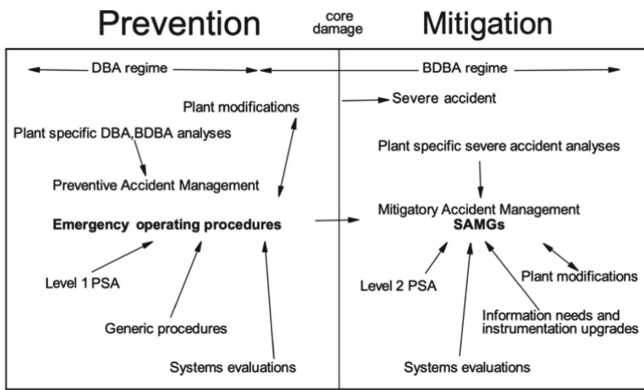 Prevention
core
damage
Mitigation
DBA regime
BDBA regime
Plant modifications
Severe accident
Plant specific DBA,BDBA analyses
Plant specific severe accident analyses
Preventive Accident Management
Emergency operating procedures
Mitigatory Accident Management
SAMGs
Level 1 PSA
Level 2 PSA
Plant modifications
Generic procedures
Information needs and
instrumentation upgrades
Systems evaluations
Systems evaluations